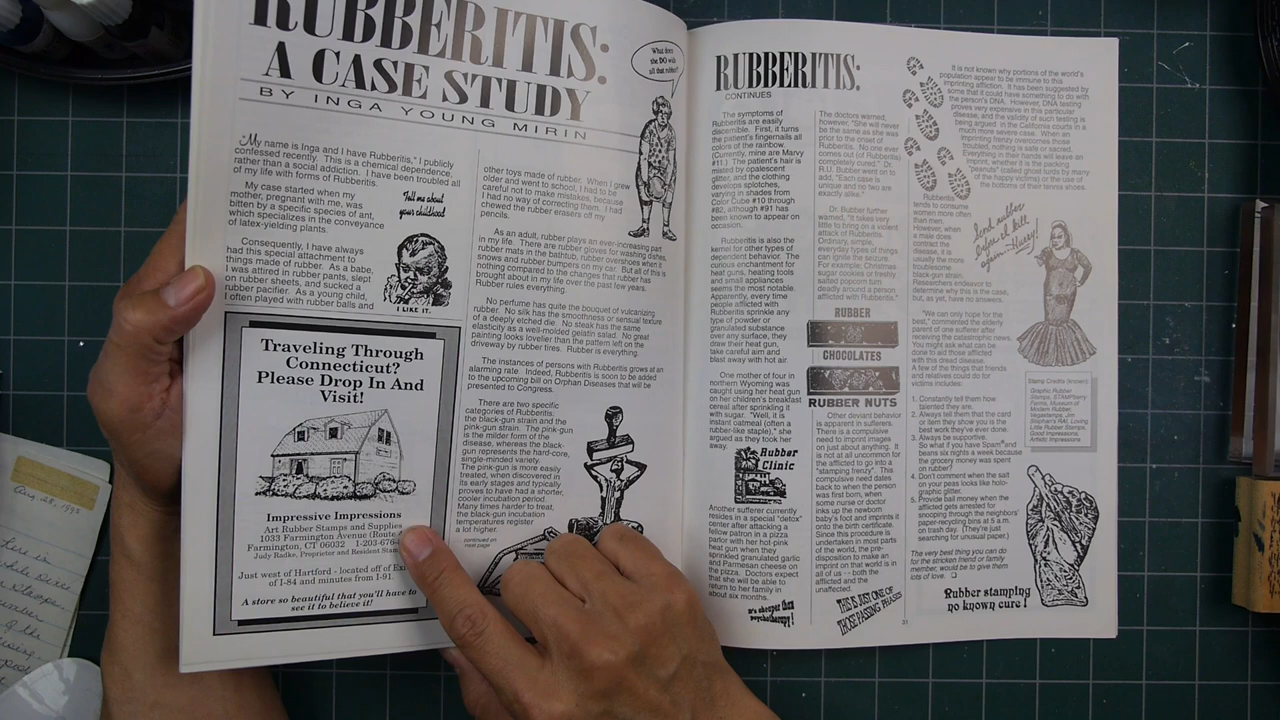 RUBBERITIS:
A CASE STUDY
BY INGA YOUNG MIRIN
What does
she DO with
all that rubber?
"My name is Inga and I have Rubberitis," I publicly
confessed recently. This is a chemical dependence,
rather than a social addiction. I have been troubled all
of my life with forms of Rubberitis.
My case started when my
mother, pregnant with me, was
bitten by a specific species of ant,
which specializes in the conveyance
of latex-yielding plants.
Consequently, I have always
had this special attachment to
things made of rubber. As a babe,
I was attired in rubber pants, slept
on rubber sheets, and sucked a
rubber pacifier. As a young child,
I often played with rubber balls and
Tell me about
your childhood
I LIKE IT.
Traveling Through
Connecticut?
Please Drop In And
Visit!
Impressive Impressions
Art Rubber Stamps and Supplies
1033 Farmington Avenue (Route
Farmington, CT 06032 1-203-676-
Judy Radke, Proprietor and Resident
Just west of Hartford - located off of
of I-84 and minutes from I-91.
A store so beautiful that you'll have to
see it to believe it!
other toys made of rubber. When I grew
older and went to school, I had to be
careful not to make mistakes, because
I had no way of correcting them. I had
chewed the rubber erasers off my
pencils.
As an adult, rubber plays an ever-increasing part
in my life. There are rubber gloves for washing dishes,
rubber mats in the bathtub, rubber overshoes when it
snows and rubber bumpers on my car. But all of this is
nothing compared to the changes that rubber has
brought about in my life over the past few years.
Rubber rules everything.
No perfume has quite the bouquet of vulcanizing
rubber. No silk has the smoothness or sensual texture
of a deeply etched die. No steak has the same
elasticity as a well-molded gelatin salad. No great
painting looks lovelier than the pattern left on the
driveway by rubber tires. Rubber is everything.
The instances of persons with Rubberitis grows at an
alarming rate. Indeed, Rubberitis is soon to be added
to the upcoming bill on Orphan Diseases that will be
presented to Congress.
There are two specific
categories of Rubberitis:
the black-gun strain and the
pink-gun strain. The pink-gun
is the milder form of the
disease, whereas the black-
gun represents the hard-core,
single-minded variety.
The pink-gun is more easily
treated, when discovered in
its early stages and typically
proves to have had a shorter,
cooler incubation period.
Many times harder to treat,
the black-gun incubation
temperatures register
a lot higher.
continued on
next page
RUBBERITIS:
CONTINUES
The symptoms of
Rubberitis are easily
discernible. First, it turns
the patient's fingernails all
colors of the rainbow.
(Currently, mine are Marvy
#11.) The patient's hair is
misted by opalescent
glitter, and the clothing
develops splotches,
varying in shades from
Color Cube #10 through
#82, although #91 has
been known to appear on
occasion.
Rubberitis is also the
kernel for other types of
dependent behavior. The
curious enchantment for
heat guns, heating tools
and small appliances
seems the most notable.
Apparently, every time
people afflicted with
Rubberitis sprinkle any
type of powder or
granulated substance
over any surface, they
draw their heat gun,
take careful aim and
blast away with hot air.
One mother of four in
northern Wyoming was
caught using her heat gun
on her children's breakfast
cereal after sprinkling it
with sugar. "Well, it is
instant oatmeal (often a
rubber-ite staple)," she
argued as they took her
away.
Rubber
Clinic
Another sufferer currently
resides in a special "detox"
center after attacking a
fellow patron in a pizza
parlor with her hot-pink
heat gun when they
sprinkled granulated garlic
and Parmesan cheese on
the pizza. Doctors expect
that she will be able to
return to her family in
about six months.
It's cheaper than
psychotherapy!
The doctors warned,
however, "She will never
be the same as she was
prior to the onset of
Rubberitis. No one ever
comes out (of Rubberitis)
completely cured." Dr.
R.U. Bubber went on to
add, "Each case is
unique and no two are
exactly alike."
Dr. Bubber further
warned, "It takes very
little to bring on a violent
attack of Rubberitis.
Ordinary, simple,
everyday types of things
can ignite the seizure.
For example: Christmas
sugar cookies or freshly
salted popcorn turn
deadly around a person
afflicted with Rubberitis."
RUBBER
CHOCOLATES
RUBBER NUTS
Other deviant behavior
is apparent in sufferers.
There is a compulsive
need to imprint images
on just about anything. It
is not at all uncommon for
the afflicted to go into a
"stamping frenzy". This
compulsive need dates
back to when the person
was first born, when
some nurse or doctor
inks up the newborn
baby's foot and imprints it
onto the birth certificate.
Since this procedure is
undertaken in most parts
of the world, the pre-
disposition to make an
imprint on that world is in
all of us -- both the
afflicted and the
unaffected.
THIS IS JUST ONE OF
THOSE PASSING PHASES
31
It is not known why portions of the world's
population appear to be immune to this
imprinting affliction. It has been suggested by
some that it could have something to do with
the person's DNA. However, DNA testing
proves very expensive in this particular
disease, and the validity of such testing is
being argued in the California courts in a
much more severe case. When an
imprinting frenzy overcomes those
troubled, nothing is safe or sacred.
Everything in their hands will leave an
imprint, whether it is the packing
"peanuts" (called ghost turds by many
of the happy victims) or the use of
the bottoms of their tennis shoes.
Rubberitis
tends to consume
women more often
than men.
However, when
a male does
contract the
disease, it is
usually the more
troublesome
black-gun strain.
Researchers endeavor to
determine why this is the case,
but, as yet, have no answers.
Send rubber
before it kills
again—Hurry!
"We can only hope for the
best," commented the elderly
parent of one sufferer after
receiving the catastrophic news.
You might ask what can be
done to aid those afflicted
with this dread disease.
A few of the things that friends
and relatives could do for
victims includes:
1. Constantly tell them how
talented they are.
2. Always tell them that the card
or item they show you is the
best work they've ever done.
3. Always be supportive.
So what if you have Spam® and
beans six nights a week because
the grocery money was spent
on rubber?
4. Don't comment when the salt
on your peas looks like holo-
graphic glitter.
5. Provide bail money when the
afflicted gets arrested for
snooping through the neighbors'
paper-recycling bins at 5 a.m.
on trash day. (They're just
searching for unusual paper.)
The very best thing you can do
for the stricken friend or family
member, would be to give them
lots of love.
Stamp Credits (known):
Graphic Rubber
Stamps, STAMPberry
Farms, Museum of
Modern Rubber,
Vegastamps, Jim
Stephan's RAL, Loving
Little Rubber Stamps,
Good Impressions,
Artistic Impressions
Rubber stamping
no known cure!
Aug. 28, 1995